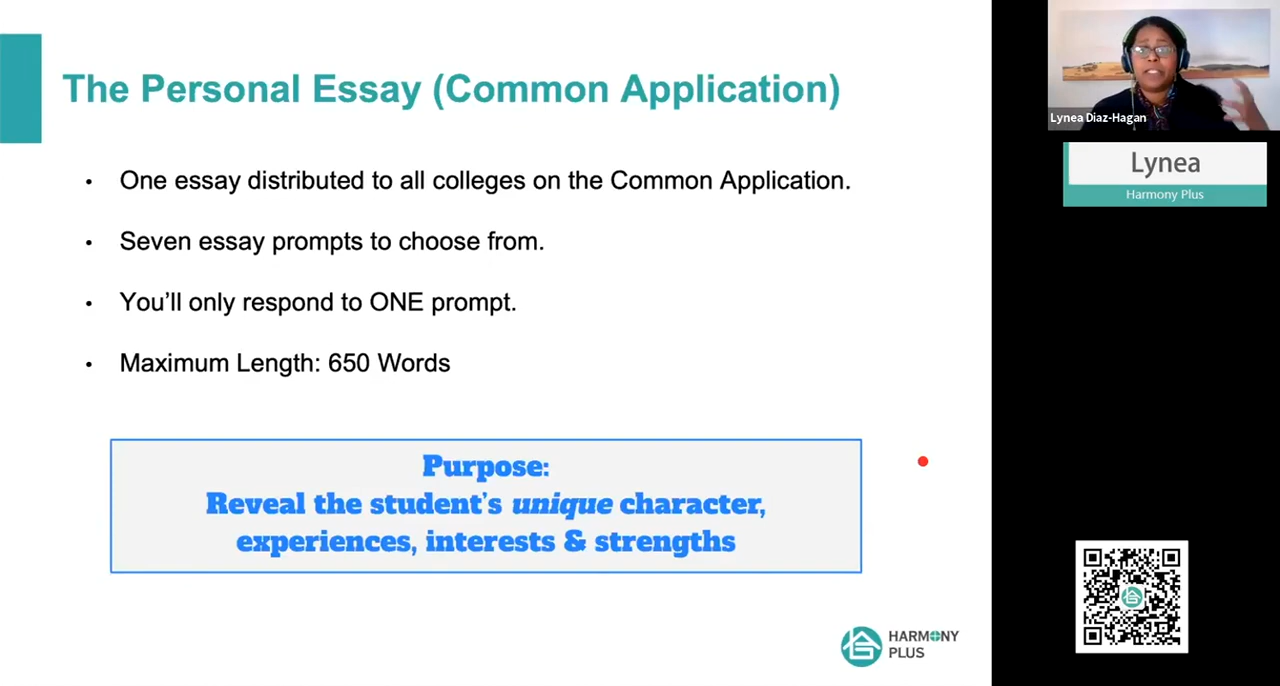 The Personal Essay (Common Application)
• One essay distributed to all colleges on the Common Application.
• Seven essay prompts to choose from.
• You’ll only respond to ONE prompt.
• Maximum Length: 650 Words
Purpose:
Reveal the student’s unique character,
experiences, interests & strengths
HARMONY
PLUS
Lynea Diaz-Hagan
Lynea
Harmony Plus